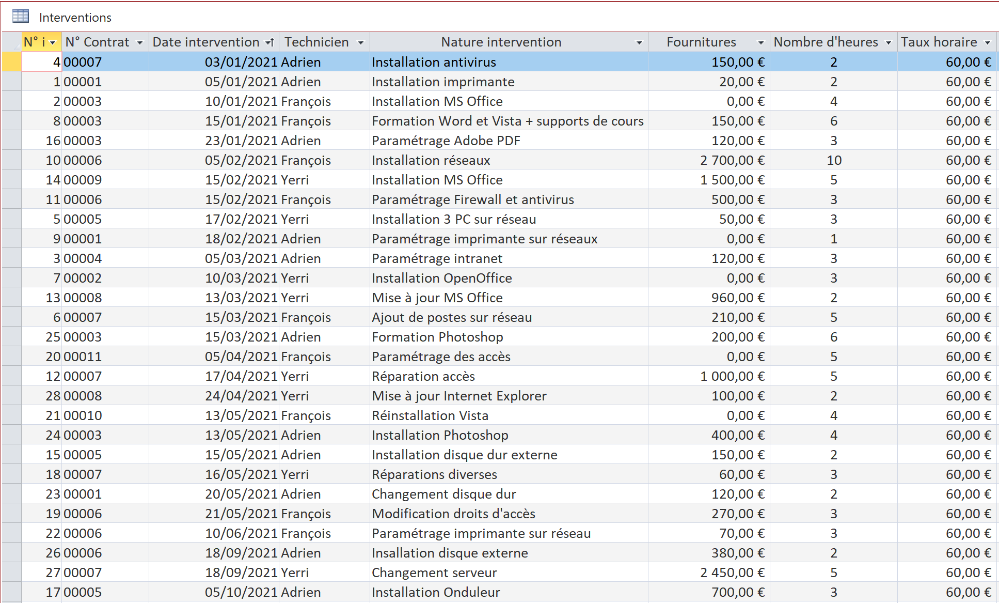 Interventions
N° i N° Contrat Date intervention Technicien Nature intervention Fournitures Nombre d'heures Taux horaire
4 00007 03/01/2021 Adrien Installation antivirus 150,00 € 2 60,00 €
1 00001 05/01/2021 Adrien Installation imprimante 20,00 € 2 60,00 €
2 00003 10/01/2021 François Installation MS Office 0,00 € 4 60,00 €
8 00003 15/01/2021 François Formation Word et Vista + supports de cours 150,00 € 6 60,00 €
16 00003 23/01/2021 Adrien Paramétrage Adobe PDF 120,00 € 3 60,00 €
10 00006 05/02/2021 François Installation réseaux 2 700,00 € 10 60,00 €
14 00009 15/02/2021 Yerri Installation MS Office 1 500,00 € 5 60,00 €
11 00006 15/02/2021 François Paramétrage Firewall et antivirus 500,00 € 3 60,00 €
5 00005 17/02/2021 Yerri Installation 3 PC sur réseau 50,00 € 3 60,00 €
9 00001 18/02/2021 Adrien Paramétrage imprimante sur réseaux 0,00 € 1 60,00 €
3 00004 05/03/2021 Adrien Paramétrage intranet 120,00 € 3 60,00 €
7 00002 10/03/2021 Yerri Installation OpenOffice 0,00 € 3 60,00 €
13 00008 13/03/2021 Yerri Mise à jour MS Office 960,00 € 2 60,00 €
6 00007 15/03/2021 François Ajout de postes sur réseau 210,00 € 5 60,00 €
25 00003 15/03/2021 Adrien Formation Photoshop 200,00 € 6 60,00 €
20 00011 05/04/2021 François Paramétrage des accès 0,00 € 5 60,00 €
12 00007 17/04/2021 Yerri Réparation accès 1 000,00 € 5 60,00 €
28 00008 24/04/2021 Yerri Mise à jour Internet Explorer 100,00 € 2 60,00 €
21 00010 13/05/2021 François Réinstallation Vista 0,00 € 4 60,00 €
24 00003 13/05/2021 Adrien Installation Photoshop 400,00 € 4 60,00 €
15 00005 15/05/2021 Adrien Installation disque dur externe 150,00 € 2 60,00 €
18 00007 16/05/2021 Yerri Réparations diverses 60,00 € 3 60,00 €
23 00001 20/05/2021 Adrien Changement disque dur 120,00 € 2 60,00 €
19 00006 21/05/2021 François Modification droits d'accès 270,00 € 3 60,00 €
22 00006 10/06/2021 François Paramétrage imprimante sur réseau 70,00 € 3 60,00 €
26 00006 18/09/2021 Adrien Insallation disque externe 380,00 € 2 60,00 €
27 00007 18/09/2021 Yerri Changement serveur 2 450,00 € 5 60,00 €
17 00005 05/10/2021 Adrien Installation Onduleur 700,00 € 3 60,00 €